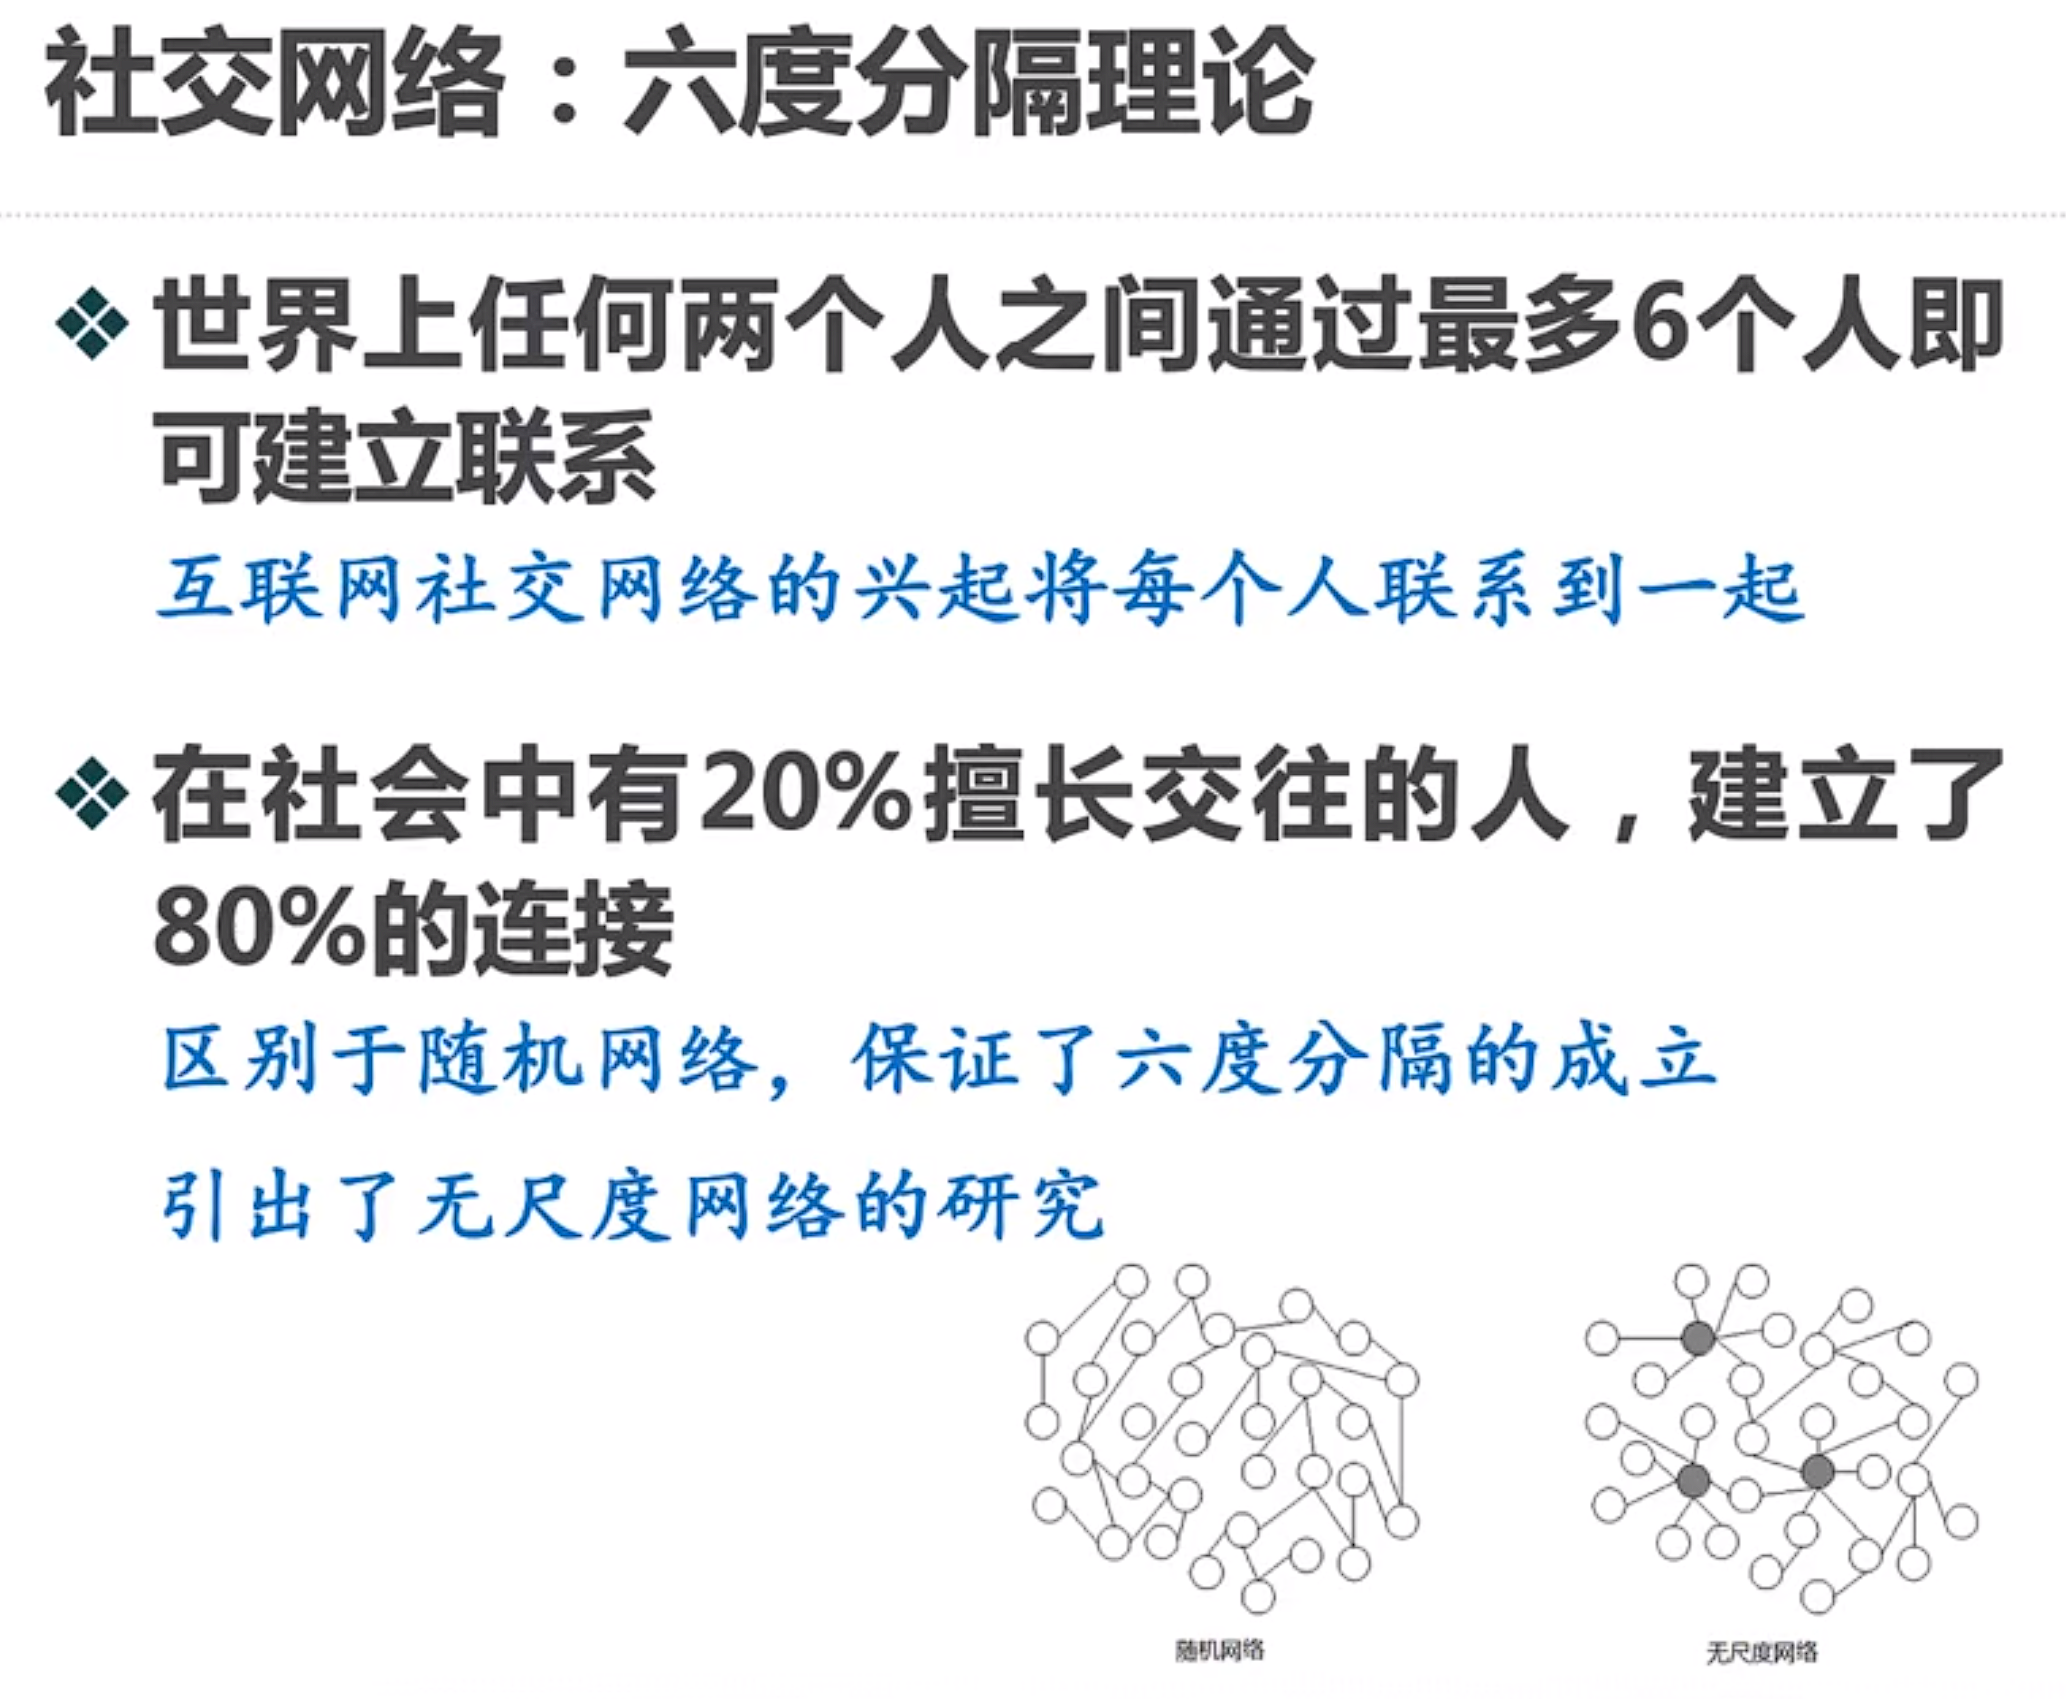 社交网络：六度分隔理论
世界上任何两个人之间通过最多6个人即
可建立联系
互联网社交网络的兴起将每个人联系到一起
在社会中有20%擅长交往的人，建立了
80%的连接
区别于随机网络，保证了六度分隔的成立
引出了无尺度网络的研究
随机网络
无尺度网络